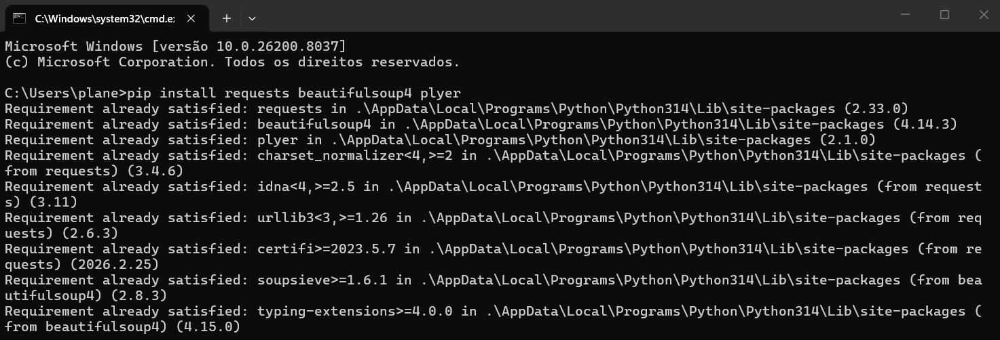 C:\Windows\system32\cmd.ex
Microsoft Windows [versão 10.0.26200.8037]
(c) Microsoft Corporation. Todos os direitos reservados.
C:\Users\plane>pip install requests beautifulsoup4 plyer
Requirement already satisfied: requests in .\AppData\Local\Programs\Python\Python314\Lib\site-packages (2.33.0)
Requirement already satisfied: beautifulsoup4 in .\AppData\Local\Programs\Python\Python314\Lib\site-packages (4.14.3)
Requirement already satisfied: plyer in .\AppData\Local\Programs\Python\Python314\Lib\site-packages (2.1.0)
Requirement already satisfied: charset_normalizer<4,>=2 in .\AppData\Local\Programs\Python\Python314\Lib\site-packages (
from requests) (3.4.6)
Requirement already satisfied: idna<4,>=2.5 in .\AppData\Local\Programs\Python\Python314\Lib\site-packages (from request
s) (3.11)
Requirement already satisfied: urllib3<3,>=1.26 in .\AppData\Local\Programs\Python\Python314\Lib\site-packages (from req
uests) (2.6.3)
Requirement already satisfied: certifi>=2023.5.7 in .\AppData\Local\Programs\Python\Python314\Lib\site-packages (from re
quests) (2026.2.25)
Requirement already satisfied: soupsieve>=1.6.1 in .\AppData\Local\Programs\Python\Python314\Lib\site-packages (from bea
utifulsoup4) (2.8.3)
Requirement already satisfied: typing-extensions>=4.0.0 in .\AppData\Local\Programs\Python\Python314\Lib\site-packages (
from beautifulsoup4) (4.15.0)